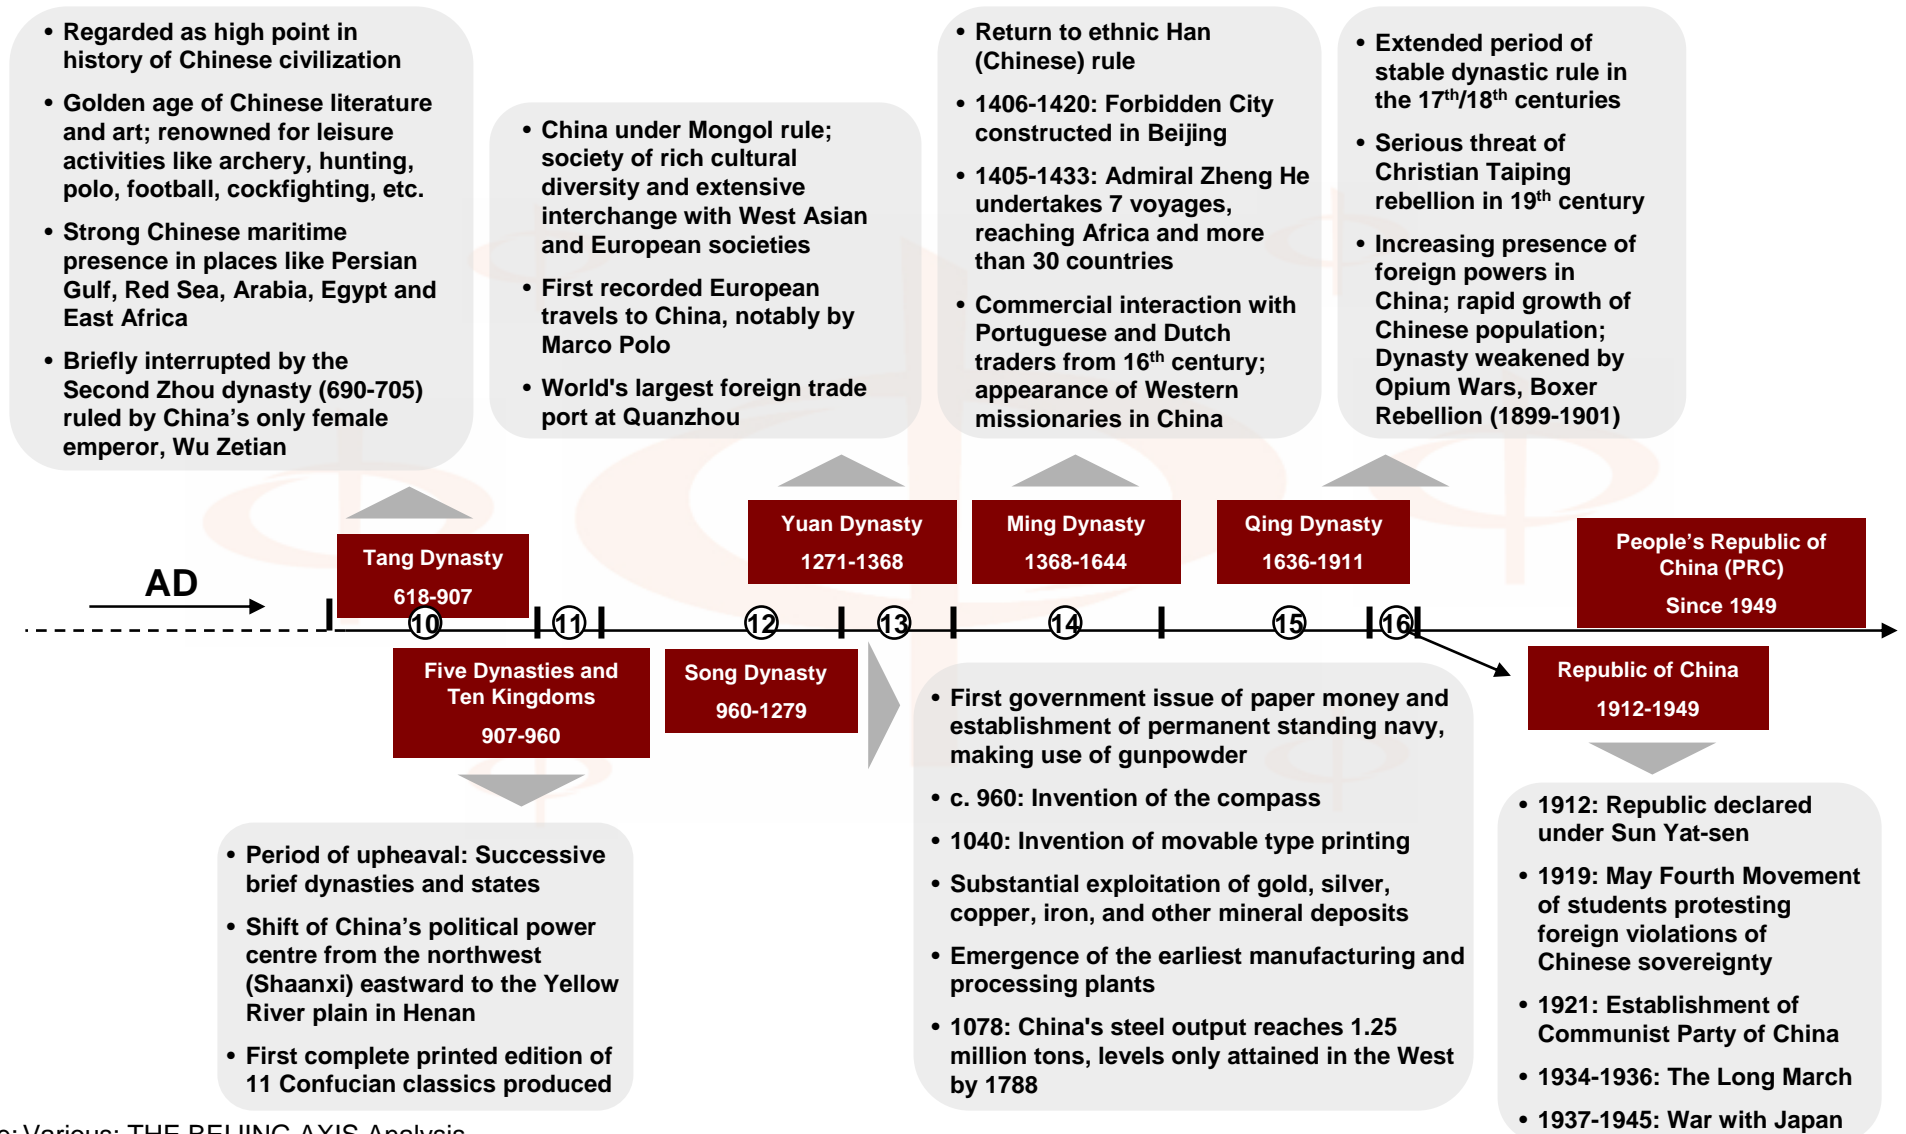 • Regarded as high point in
history of Chinese civilization
• Golden age of Chinese literature
and art; renowned for leisure
activities like archery, hunting,
polo, football, cockfighting, etc.
• Strong Chinese maritime
presence in places like Persian
Gulf, Red Sea, Arabia, Egypt and
East Africa
• Briefly interrupted by the
Second Zhou dynasty (690-705)
ruled by China’s only female
emperor, Wu Zetian
• China under Mongol rule;
society of rich cultural
diversity and extensive
interchange with West Asian
and European societies
• First recorded European
travels to China, notably by
Marco Polo
• World's largest foreign trade
port at Quanzhou
• Return to ethnic Han
(Chinese) rule
• 1406-1420: Forbidden City
constructed in Beijing
• 1405-1433: Admiral Zheng He
undertakes 7 voyages,
reaching Africa and more
than 30 countries
• Commercial interaction with
Portuguese and Dutch
traders from 16th century;
appearance of Western
missionaries in China
• Extended period of
stable dynastic rule in
the 17th/18th centuries
• Serious threat of
Christian Taiping
rebellion in 19th century
• Increasing presence of
foreign powers in
China; rapid growth of
Chinese population;
Dynasty weakened by
Opium Wars, Boxer
Rebellion (1899-1901)
AD
Tang Dynasty
618-907
Yuan Dynasty
1271-1368
Ming Dynasty
1368-1644
Qing Dynasty
1636-1911
People’s Republic of
China (PRC)
Since 1949
10 11 12 13 14 15 16
Five Dynasties and
Ten Kingdoms
907-960
Song Dynasty
960-1279
Republic of China
1912-1949
• Period of upheaval: Successive
brief dynasties and states
• Shift of China’s political power
centre from the northwest
(Shaanxi) eastward to the Yellow
River plain in Henan
• First complete printed edition of
11 Confucian classics produced
• First government issue of paper money and
establishment of permanent standing navy,
making use of gunpowder
• c. 960: Invention of the compass
• 1040: Invention of movable type printing
• Substantial exploitation of gold, silver,
copper, iron, and other mineral deposits
• Emergence of the earliest manufacturing and
processing plants
• 1078: China's steel output reaches 1.25
million tons, levels only attained in the West
by 1788
• 1912: Republic declared
under Sun Yat-sen
• 1919: May Fourth Movement
of students protesting
foreign violations of
Chinese sovereignty
• 1921: Establishment of
Communist Party of China
• 1934-1936: The Long March
• 1937-1945: War with Japan
Various; THE BEIJING AXIS Analysis